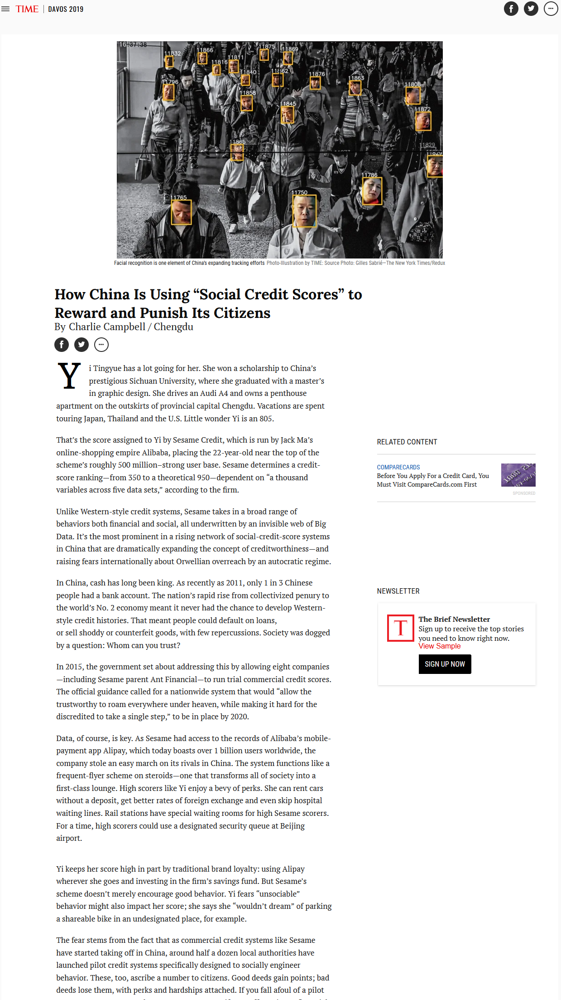 TIME | DAVOS 2019
16:37:38
11832
11866
11875
11869
11816
11811
11840
11862
11876
11863
11808
11796
11858
11845
11872
11865
11829
1829
11786
11765
11750
Facial recognition is one element of China’s expanding tracking efforts Photo-Illustration by TIME: Source Photo: Gilles Sabrié—The New York Times/Redux
How China Is Using “Social Credit Scores” to
Reward and Punish Its Citizens
By Charlie Campbell / Chengdu
Yi Tingyue has a lot going for her. She won a scholarship to China’s
prestigious Sichuan University, where she graduated with a master’s
in graphic design. She drives an Audi A4 and owns a penthouse
apartment on the outskirts of provincial capital Chengdu. Vacations are spent
touring Japan, Thailand and the U.S. Little wonder Yi is an 805.
That’s the score assigned to Yi by Sesame Credit, which is run by Jack Ma’s
online-shopping empire Alibaba, placing the 22-year-old near the top of the
scheme’s roughly 500 million–strong user base. Sesame determines a credit-
score ranking—from 350 to a theoretical 950—dependent on “a thousand
variables across five data sets,” according to the firm.
Unlike Western-style credit systems, Sesame takes in a broad range of
behaviors both financial and social, all underwritten by an invisible web of Big
Data. It’s the most prominent in a rising network of social-credit-score systems
in China that are dramatically expanding the concept of creditworthiness—and
raising fears internationally about Orwellian overreach by an autocratic regime.
In China, cash has long been king. As recently as 2011, only 1 in 3 Chinese
people had a bank account. The nation’s rapid rise from collectivized penury to
the world’s No. 2 economy meant it never had the chance to develop Western-
style credit histories. That meant people could default on loans,
or sell shoddy or counterfeit goods, with few repercussions. Society was dogged
by a question: Whom can you trust?
In 2015, the government set about addressing this by allowing eight companies
—including Sesame parent Ant Financial—to run trial commercial credit scores.
The official guidance called for a nationwide system that would “allow the
trustworthy to roam everywhere under heaven, while making it hard for the
discredited to take a single step,” to be in place by 2020.
Data, of course, is key. As Sesame had access to the records of Alibaba’s mobile-
payment app Alipay, which today boasts over 1 billion users worldwide, the
company stole an easy march on its rivals in China. The system functions like a
frequent-flyer scheme on steroids—one that transforms all of society into a
first-class lounge. High scorers like Yi enjoy a bevy of perks. She can rent cars
without a deposit, get better rates of foreign exchange and even skip hospital
waiting lines. Rail stations have special waiting rooms for high Sesame scorers.
For a time, high scorers could use a designated security queue at Beijing
airport.
Yi keeps her score high in part by traditional brand loyalty: using Alipay
wherever she goes and investing in the firm’s savings fund. But Sesame’s
scheme doesn’t merely encourage good behavior. Yi fears “unsociable”
behavior might also impact her score; she says she “wouldn’t dream” of parking
a shareable bike in an undesignated place, for example.
The fear stems from the fact that as commercial credit systems like Sesame
have started taking off in China, around half a dozen local authorities have
launched pilot credit systems specifically designed to socially engineer
behavior. These, too, ascribe a number to citizens. Good deeds gain points; bad
deeds lose them, with perks and hardships attached. If you fall afoul of a pilot
RELATED CONTENT
COMPARECARDS
Before You Apply For a Credit Card, You
Must Visit CompareCards.com First
SPONSORED
NEWSLETTER
T
The Brief Newsletter
Sign up to receive the top stories
you need to know right now.
View Sample
SIGN UP NOW